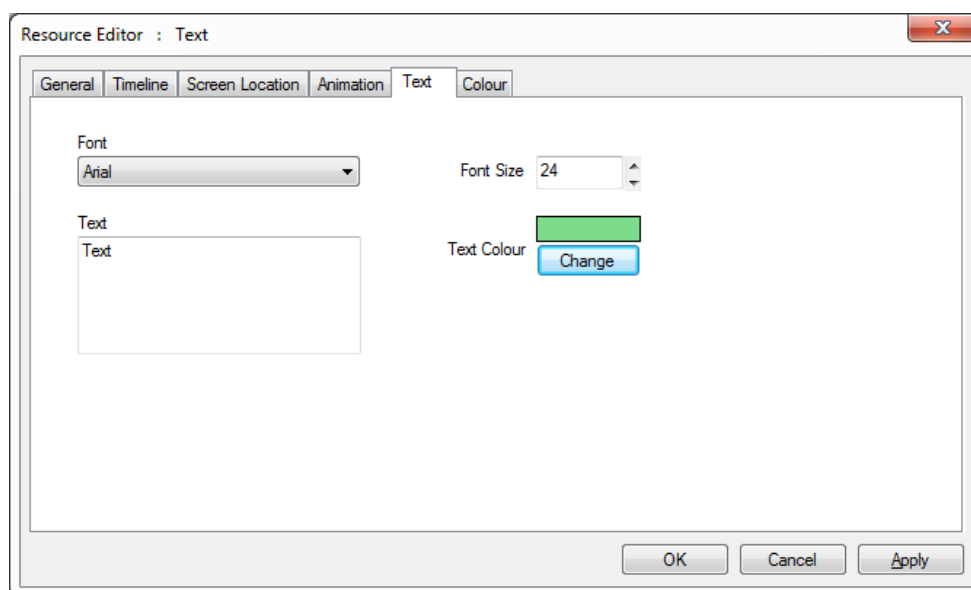 Resource Editor : Text
General Timeline Screen Location Animation Text Colour
Font
Arial
Font Size 24
Text
Text
Text Colour
Change
OK Cancel Apply